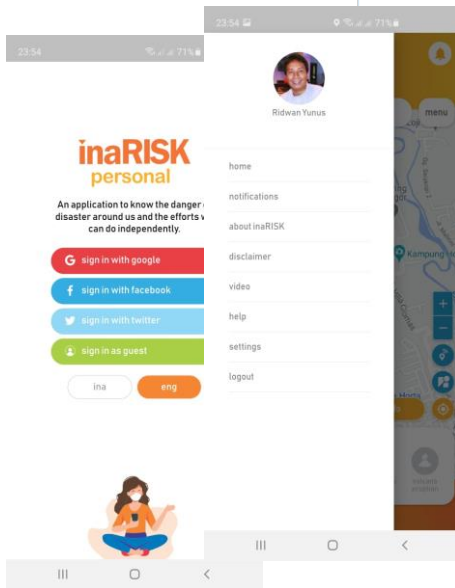 23:54
71%
inaRISK
personal
An application to know the danger
disaster around us and the efforts
can do independently.
G sign in with google
f sign in with facebook
sign in with twitter
sign in as guest
ina
eng
23:54
71%
Ridwan Yunus
home
notifications
about inaRISK
disclaimer
video
help
settings
logout
menu
Kampung